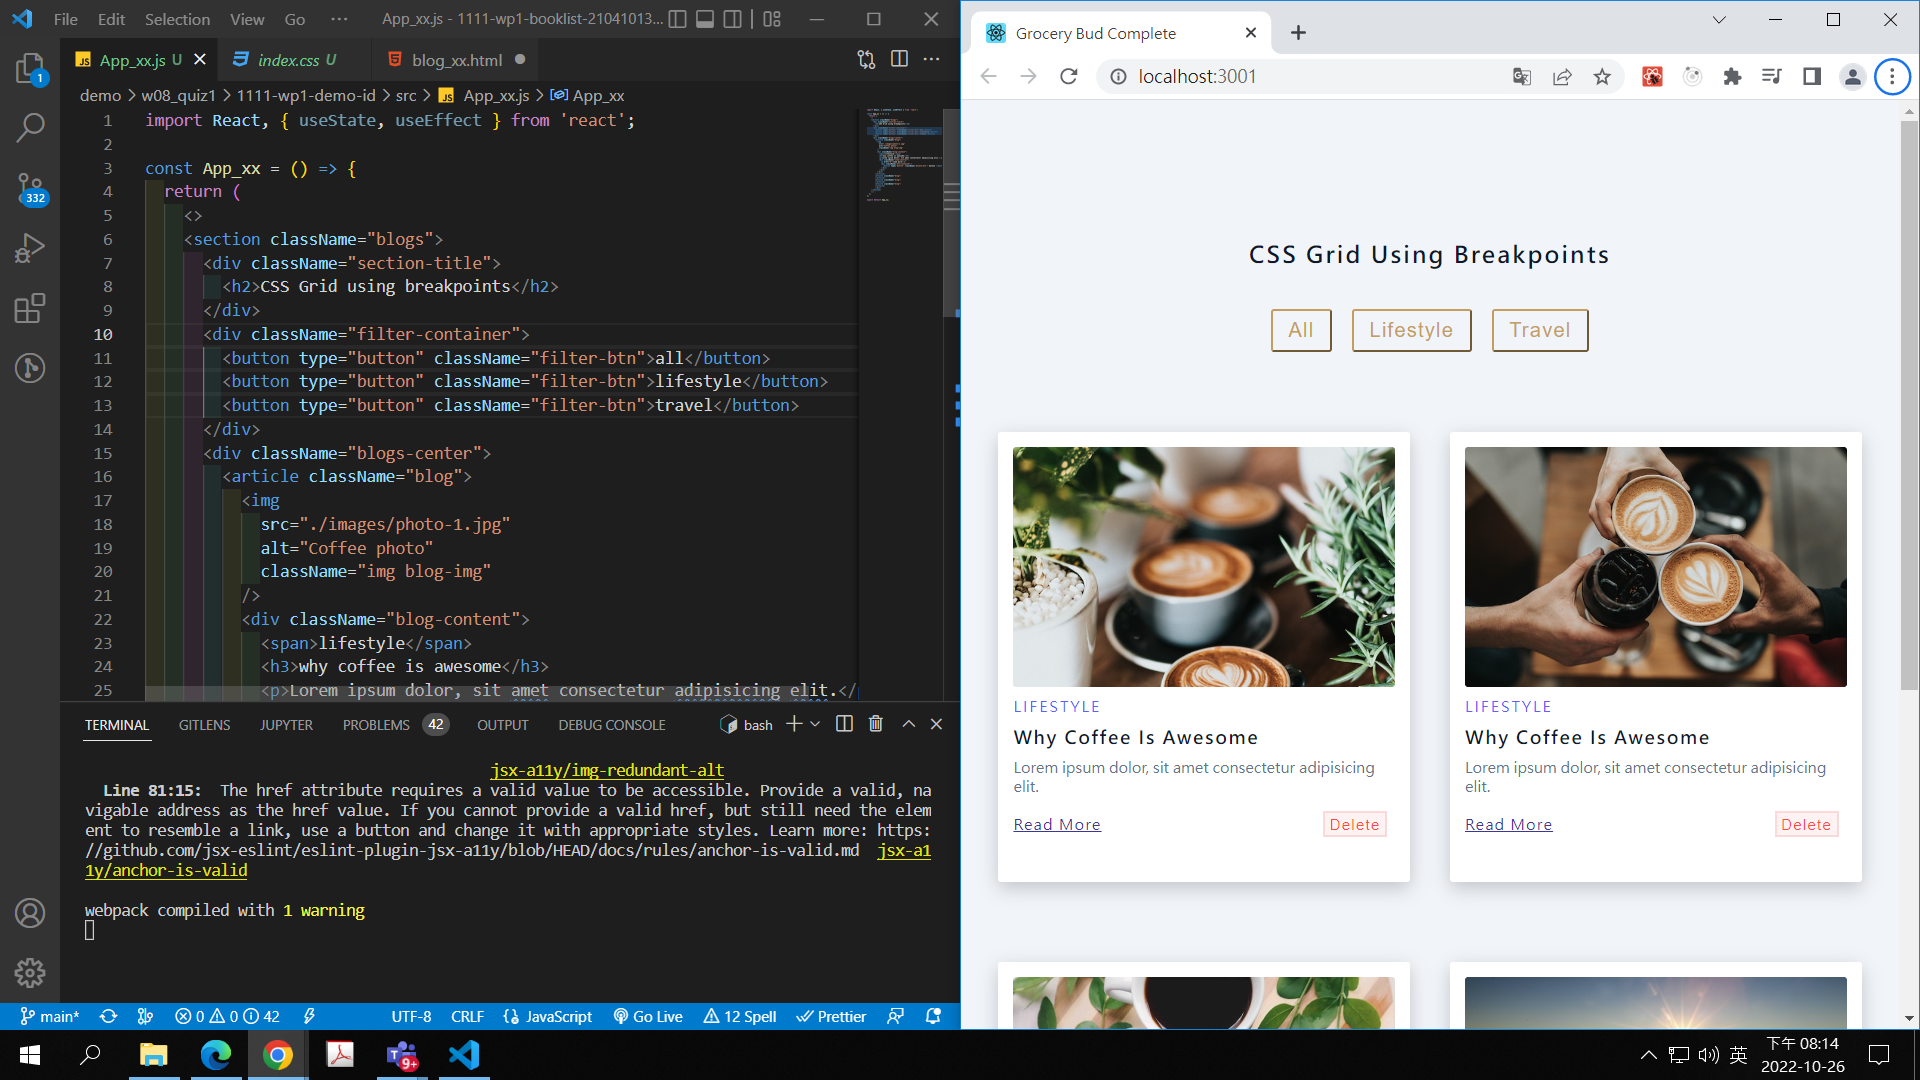 File Edit Selection View Go ··· App_xx.js - 1111-wp1-booklist-21041013...
App_xx.js U
index.css U
blog_xx.html
demo > w08_quiz1 > 1111-wp1-demo-id > src > JS App_xx.js > App_xx
1 import React, { useState, useEffect } from 'react';
2
3 const App_xx = () => {
4 return (
5 <>
6 <section className="blogs">
7 <div className="section-title">
8 <h2>CSS Grid using breakpoints</h2>
9 </div>
10 <div className="filter-container">
11 <button type="button" className="filter-btn">all</button>
12 <button type="button" className="filter-btn">lifestyle</button>
13 <button type="button" className="filter-btn">travel</button>
14 </div>
15 <div className="blogs-center">
16 <article className="blog">
17 <img
18 src="./images/photo-1.jpg"
19 alt="Coffee photo"
20 className="img blog-img"
21 />
22 <div className="blog-content">
23 <span>lifestyle</span>
24 <h3>why coffee is awesome</h3>
25 <p>Lorem ipsum dolor, sit amet consectetur adipisicing elit.</
1
332
TERMINAL GITLENS JUPYTER PROBLEMS 42 OUTPUT DEBUG CONSOLE bash
jsx-a11y/img-redundant-alt
Line 81:15: The href attribute requires a valid value to be accessible. Provide a valid, na
vigable address as the href value. If you cannot provide a valid href, but still need the elem
ent to resemble a link, use a button and change it with appropriate styles. Learn more: https:
//github.com/jsx-eslint/eslint-plugin-jsx-a11y/blob/HEAD/docs/rules/anchor-is-valid.md jsx-a1
1y/anchor-is-valid
webpack compiled with 1 warning
main* 0 0 42 UTF-8 CRLF {} JavaScript Go Live 12 Spell Prettier
Grocery Bud Complete
localhost:3001
CSS Grid Using Breakpoints
All Lifestyle Travel
LIFESTYLE
Why Coffee Is Awesome
Lorem ipsum dolor, sit amet consectetur adipisicing
elit.
Read More Delete
LIFESTYLE
Why Coffee Is Awesome
Lorem ipsum dolor, sit amet consectetur adipisicing
elit.
Read More Delete
9+
英
下午 08:14
2022-10-26